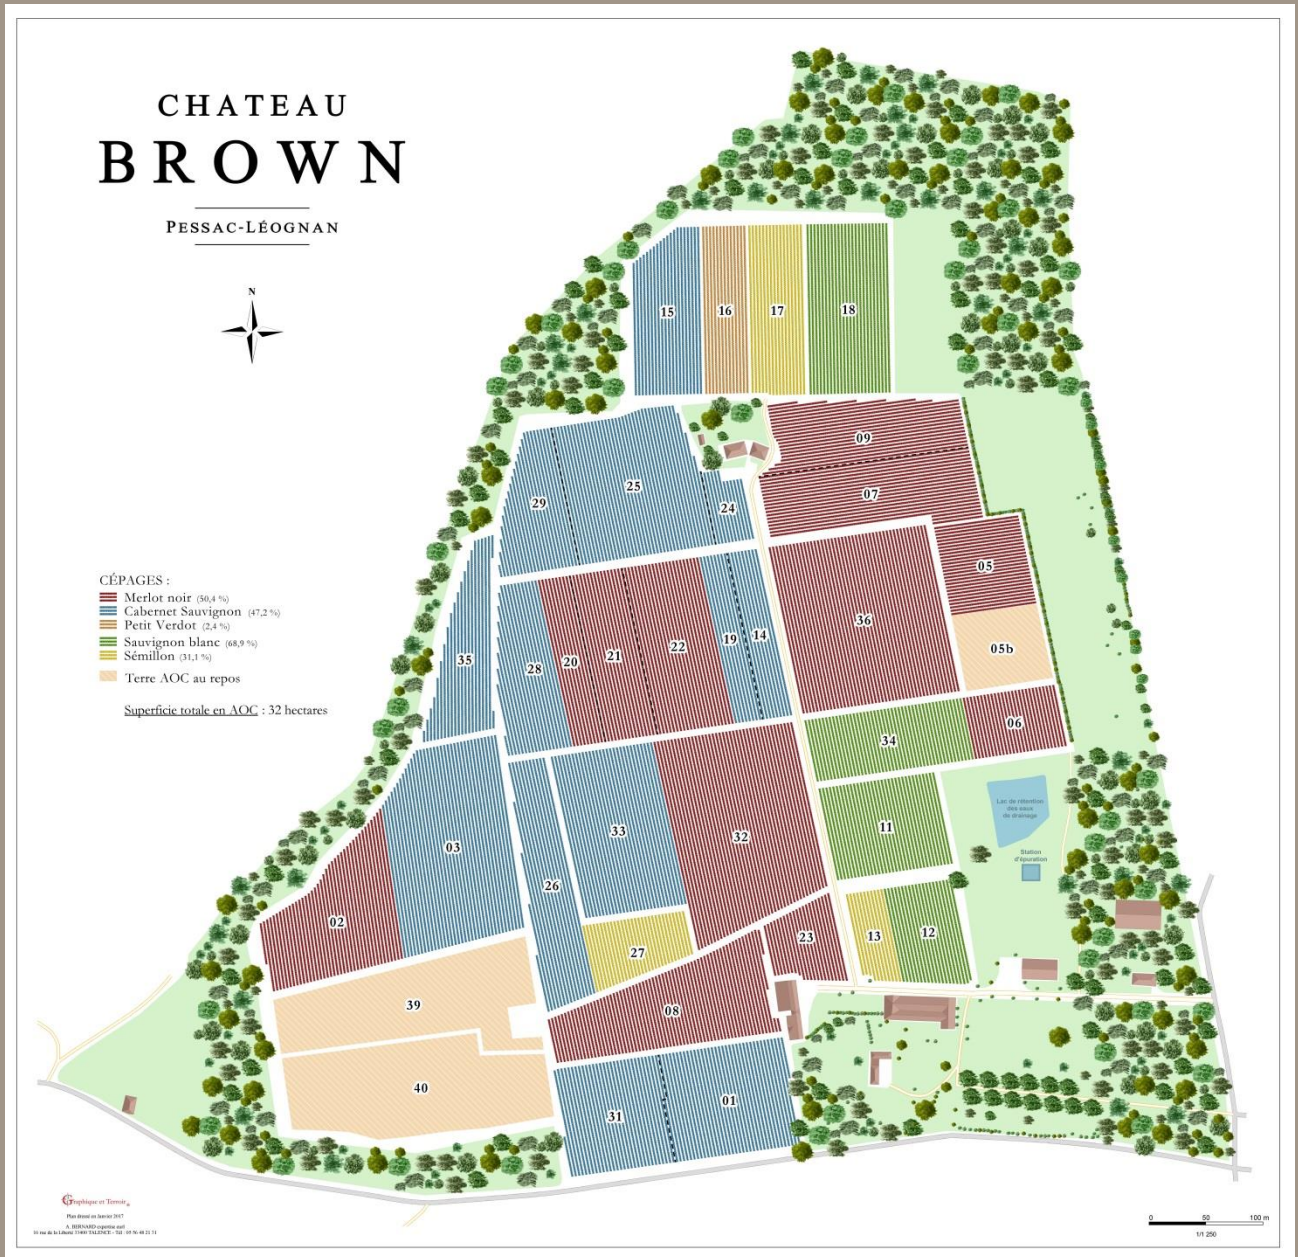 CHATEAU
BROWN
PESSAC-LÉOGNAN
N
15
16
17
18
09
25
29
07
24
05
36
14
19
22
05b
21
35
20
28
06
34
Lac de rétention
des eaux
de drainage
11
33
32
03
Station
d'épuration
26
02
12
13
23
27
39
08
40
01
31
CÉPAGES :
Merlot noir (50,4 %)
Cabernet Sauvignon (47,2 %)
Petit Verdot (2,4 %)
Sauvignon blanc (68,9 %)
Sémillon (31,1 %)
Terre AOC au repos
Superficie totale en AOC : 32 hectares
Graphique et Terroir
Plan dressé en Janvier 2017
A. BERNARD expertise sarl
0 50 100 m
1/1 250